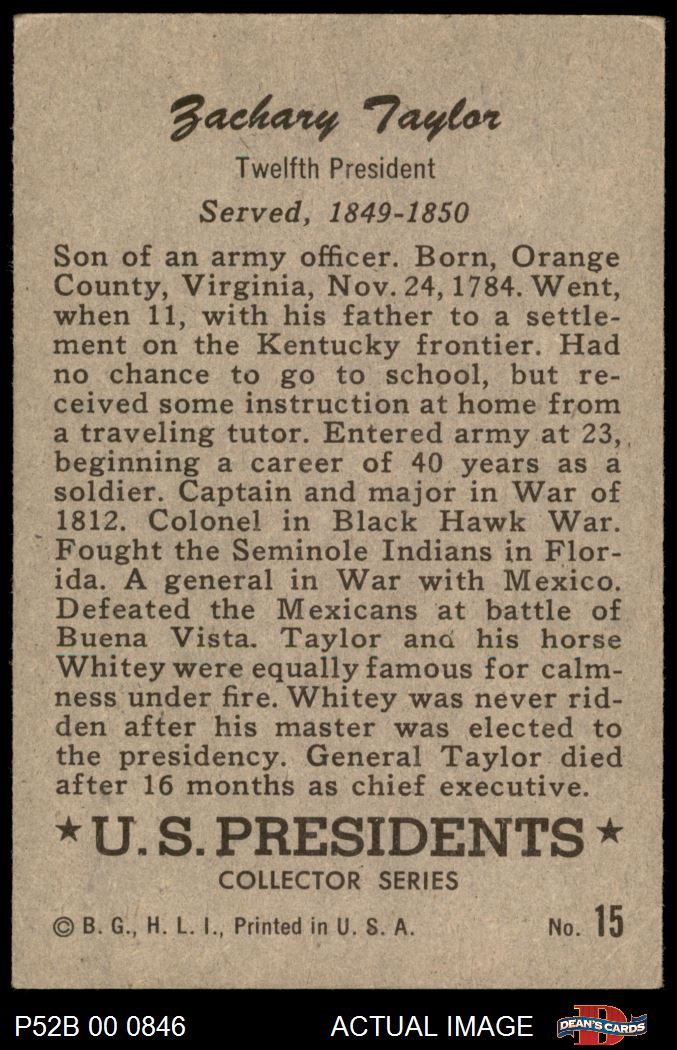 Zachary Taylor
Twelfth President
Served, 1849-1850
Son of an army officer. Born, Orange
County, Virginia, Nov. 24, 1784. Went,
when 11, with his father to a settle-
ment on the Kentucky frontier. Had
no chance to go to school, but re-
ceived some instruction at home from
a traveling tutor. Entered army at 23,
beginning a career of 40 years as a
soldier. Captain and major in War of
1812. Colonel in Black Hawk War.
Fought the Seminole Indians in Flor-
ida. A general in War with Mexico.
Defeated the Mexicans at battle of
Buena Vista. Taylor and his horse
Whitey were equally famous for calm-
ness under fire. Whitey was never rid-
den after his master was elected to
the presidency. General Taylor died
after 16 months as chief executive.
★ U. S. PRESIDENTS ★
COLLECTOR SERIES
© B. G., H. L. I., Printed in U. S. A. No. 15
P52B 00 0846 ACTUAL IMAGE D DEAN'S CARDS